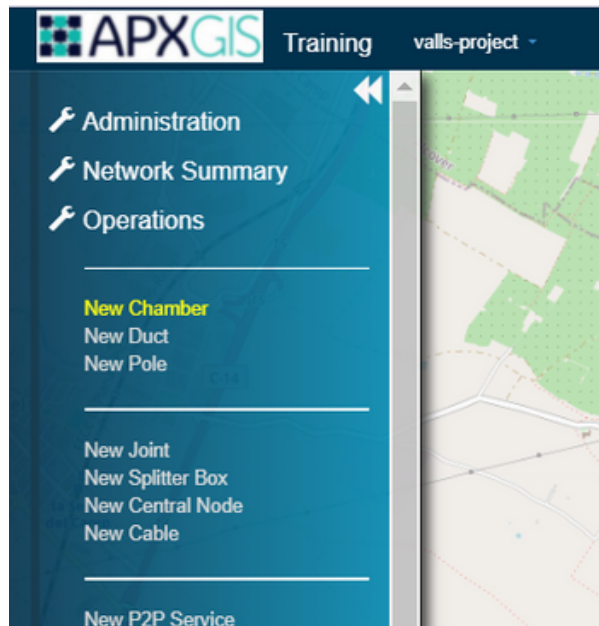 APXGIS Training valls-project
Administration
Network Summary
Operations
New Chamber
New Duct
New Pole
C-14
New Joint
New Splitter Box
New Central Node
New Cable
New P2P Service